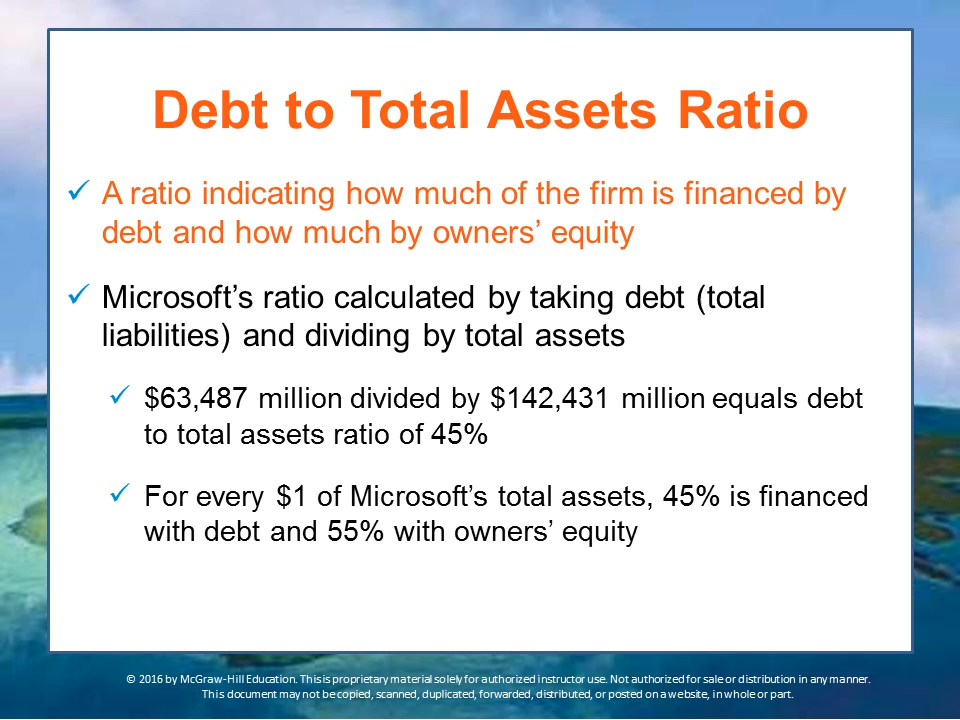 Debt to Total Assets Ratio
✓ A ratio indicating how much of the firm is financed by
debt and how much by owners’ equity
✓ Microsoft’s ratio calculated by taking debt (total
liabilities) and dividing by total assets
✓ $63,487 million divided by $142,431 million equals debt
to total assets ratio of 45%
✓ For every $1 of Microsoft’s total assets, 45% is financed
with debt and 55% with owners’ equity
© 2016 by McGraw-Hill Education. This is proprietary material solely for authorized instructor use. Not authorized for sale or distribution in any manner.
This document may not be copied, scanned, duplicated, forwarded, distributed, or posted on a website, in whole or part.